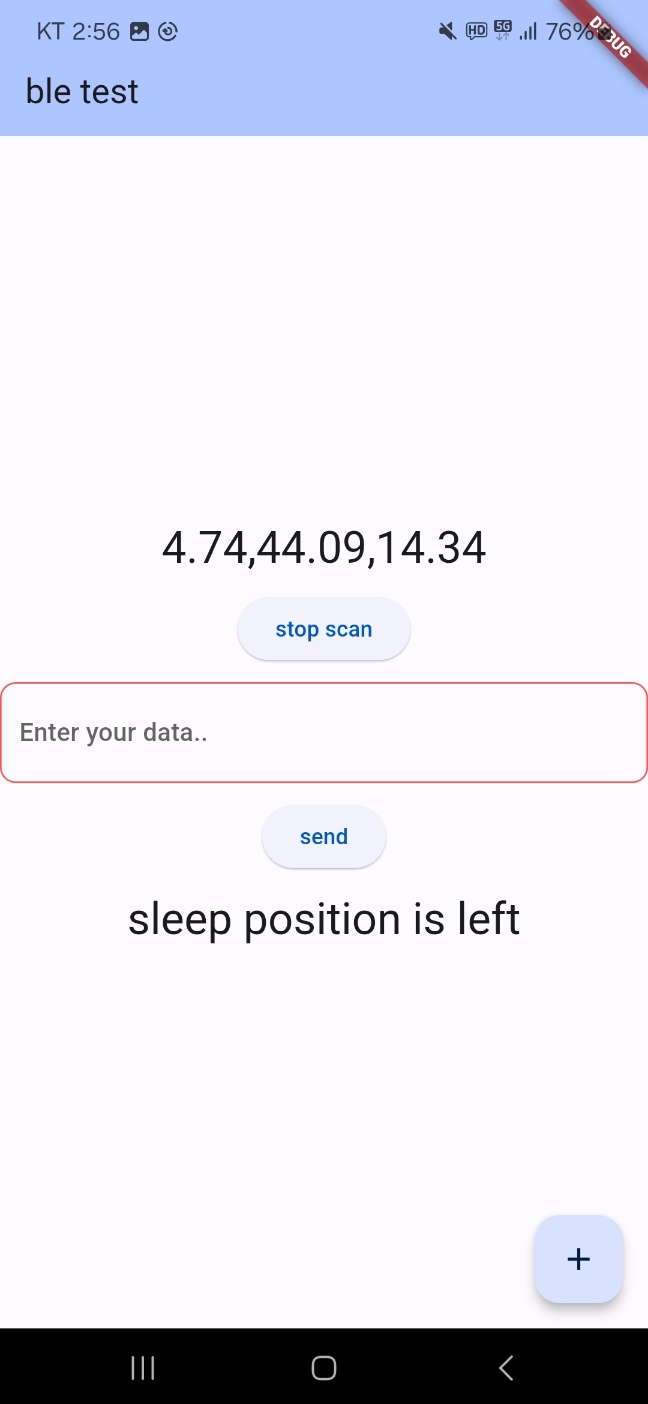 KT 2:56 HD 5G 76%
DEBUG
ble test
4.74,44.09,14.34
stop scan
Enter your data..
send
sleep position is left
+